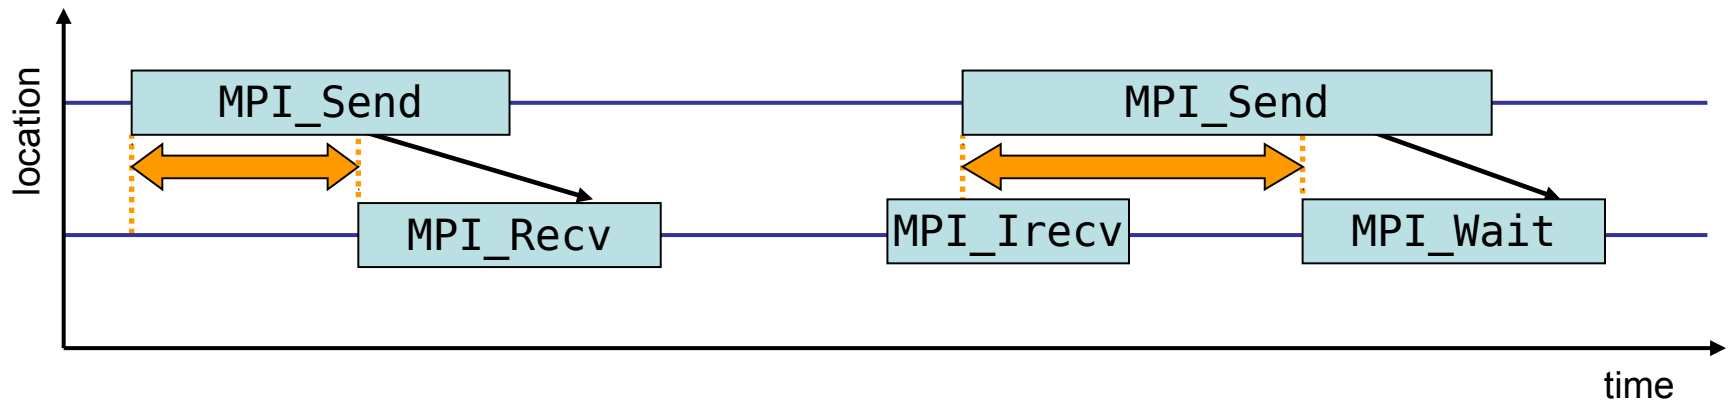 location
MPI_Send
MPI_Send
MPI_Recv
MPI_Irecv
MPI_Wait
time